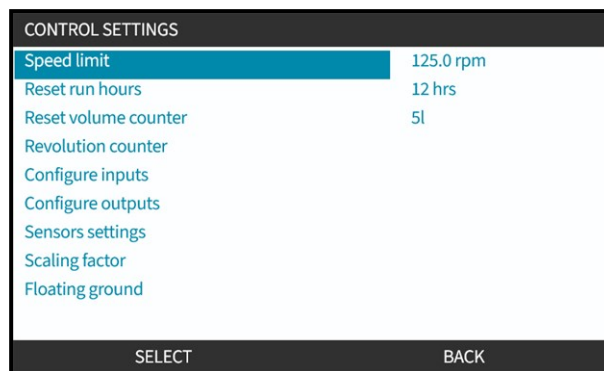 CONTROL SETTINGS
Speed limit 125.0 rpm
Reset run hours 12 hrs
Reset volume counter 5l
Revolution counter
Configure inputs
Configure outputs
Sensors settings
Scaling factor
Floating ground
SELECT BACK